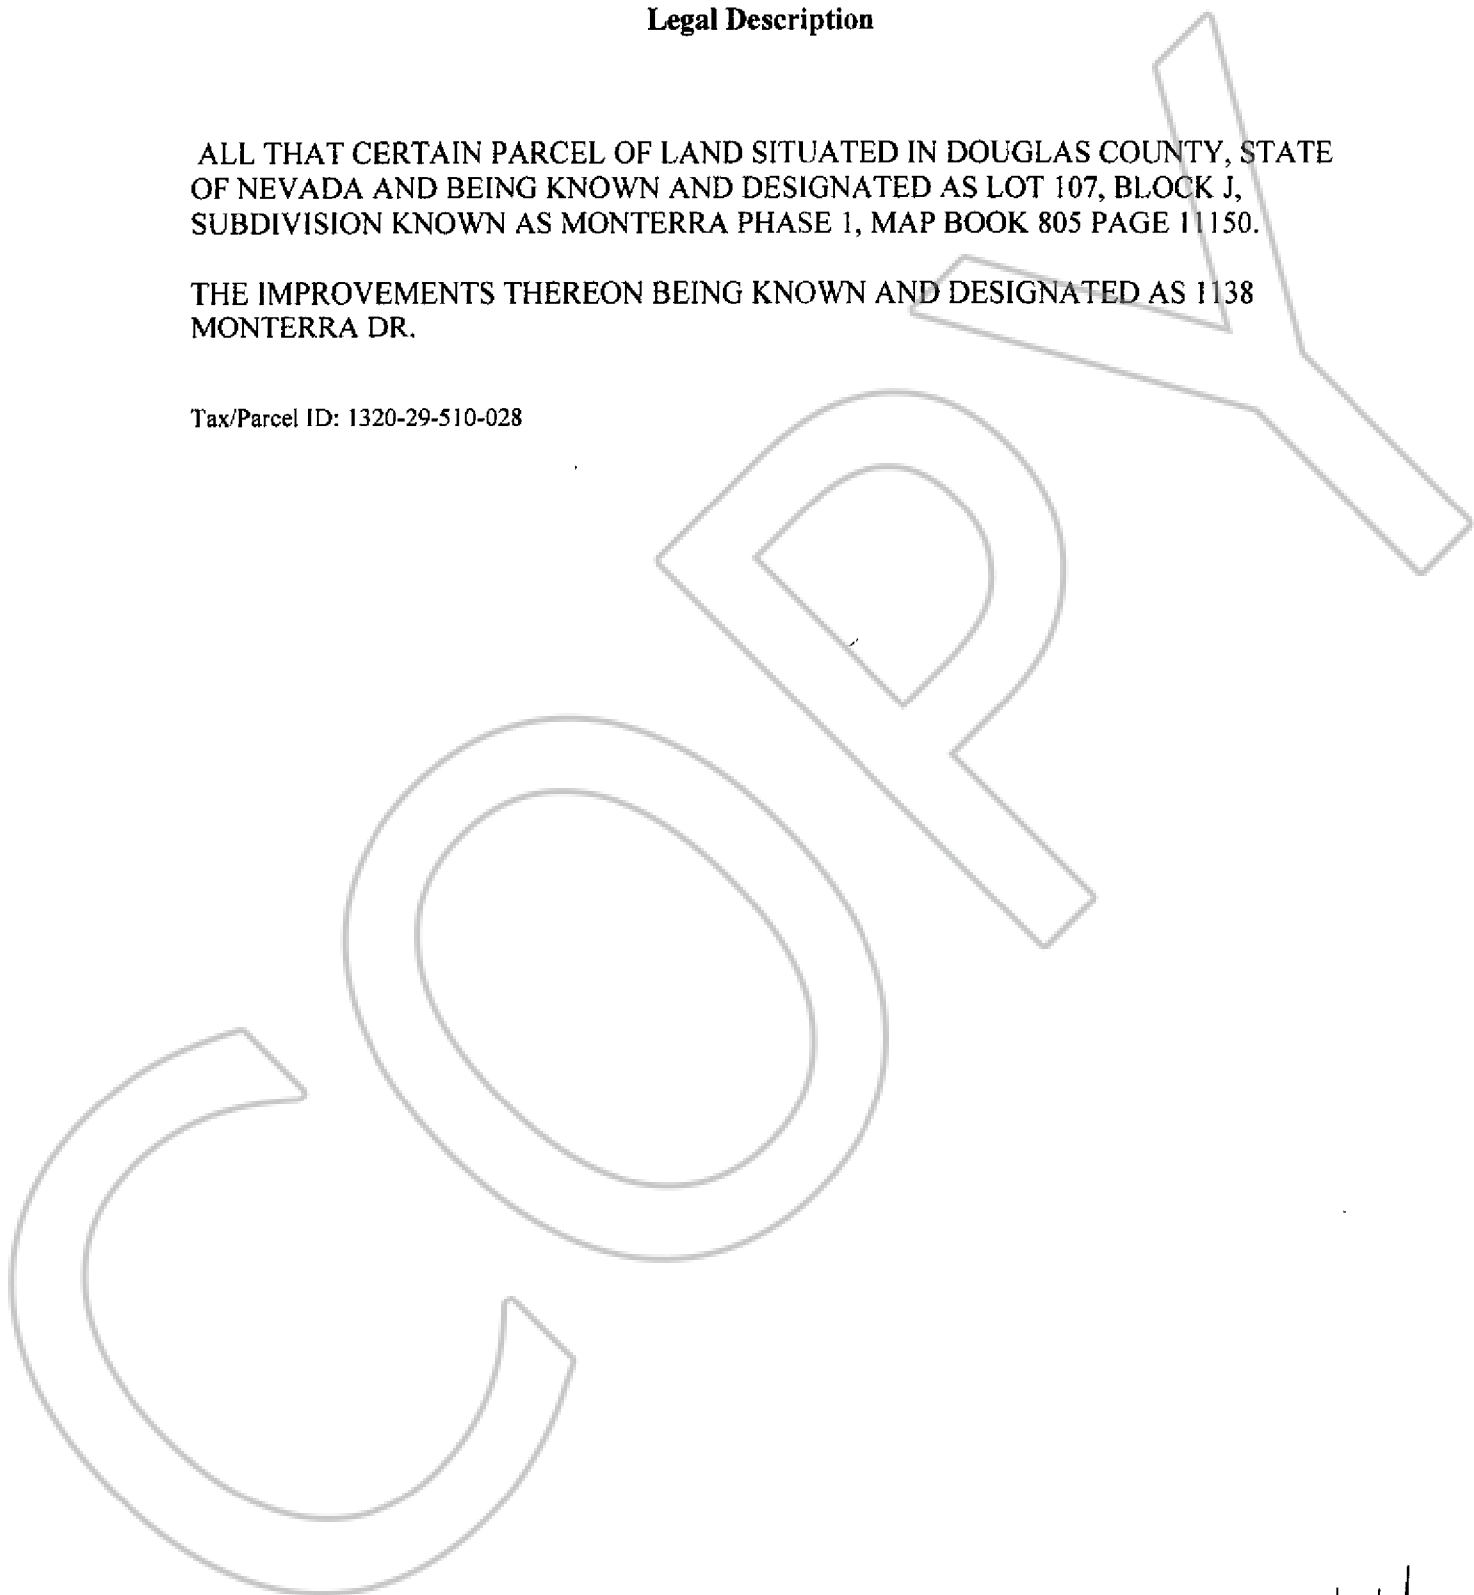 Legal Description
ALL THAT CERTAIN PARCEL OF LAND SITUATED IN DOUGLAS COUNTY, STATE
OF NEVADA AND BEING KNOWN AND DESIGNATED AS LOT 107, BLOCK J,
SUBDIVISION KNOWN AS MONTERRA PHASE 1, MAP BOOK 805 PAGE 11150.
THE IMPROVEMENTS THEREON BEING KNOWN AND DESIGNATED AS 1138
MONTERRA DR.
Tax/Parcel ID: 1320-29-510-028
COPY